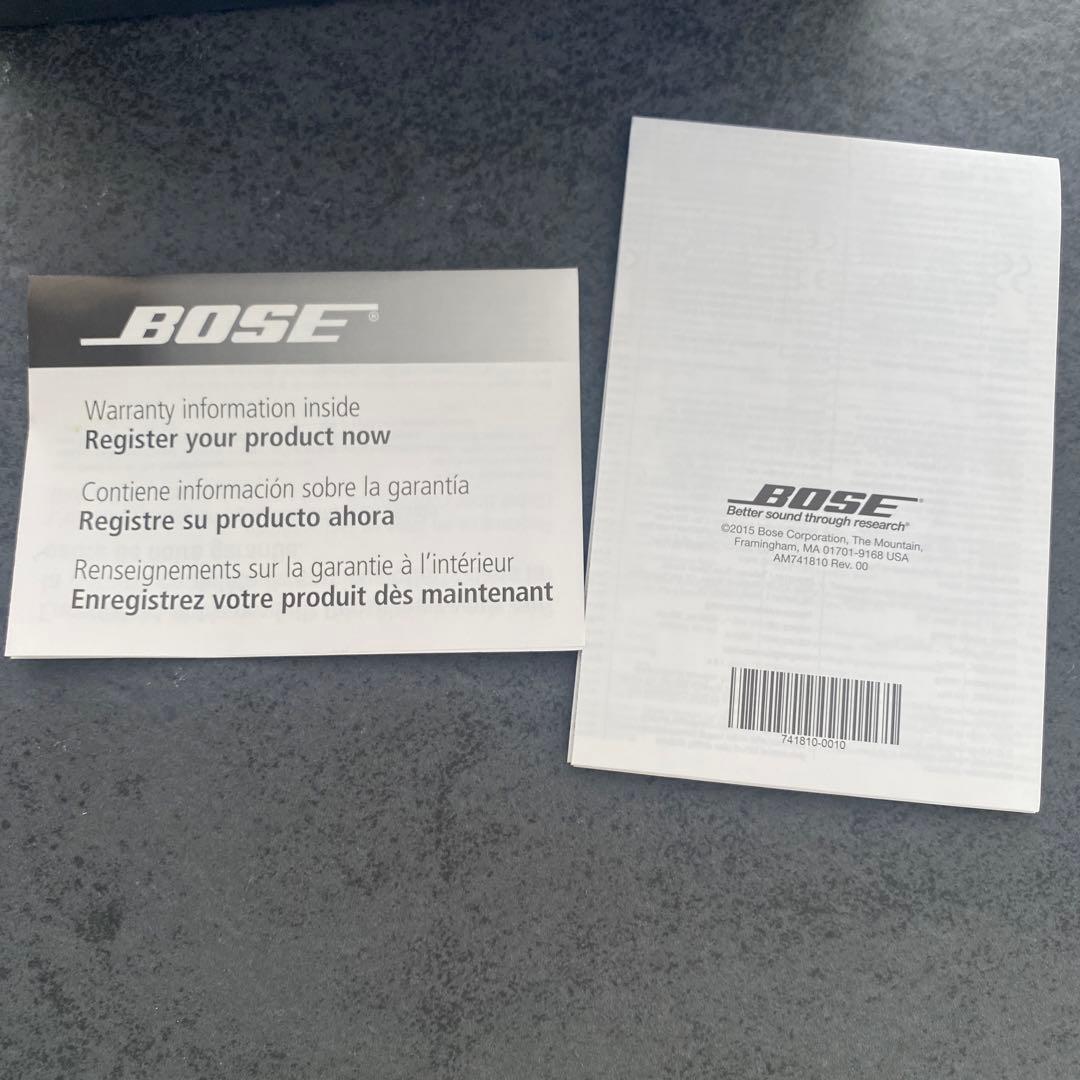 BOSE®
Warranty information inside
Register your product now
Contiene información sobre la garantía
Registre su producto ahora
Renseignements sur la garantie à l'intérieur
Enregistrez votre produit dès maintenant
BOSE®
Better sound through research®
©2015 Bose Corporation, The Mountain,
Framingham, MA 01701-9168 USA
AM741810 Rev. 00
741810-0010